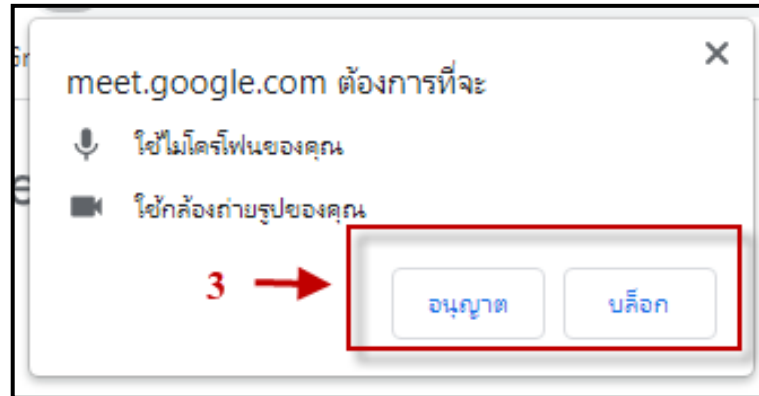 meet.google.com ต้องการที่จะ
ใช้ไมโครโฟนของคุณ
ใช้กล้องถ่ายรูปของคุณ
3
อนุญาต บล็อก